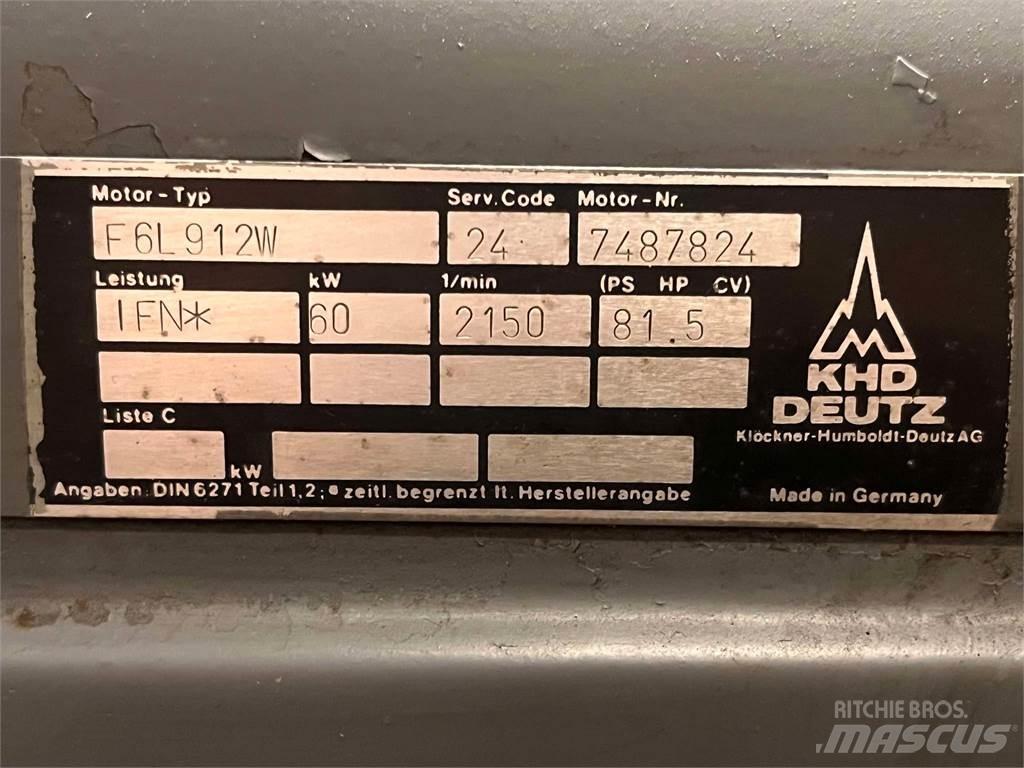 Motor-Typ Serv. Code Motor-Nr.
F6L912W 24 7487824
Leistung kW 1/min (PS HP CV)
IFN* 60 2150 81.5
KHD
DEUTZ
Liste C
Klöckner-Humboldt-Deutz AG
kW
Angaben: DIN 6271 Teil 1, 2; * zeitl. begrenzt lt. Herstellerangabe Made in Germany
RITCHIE BROS.
MASCUS